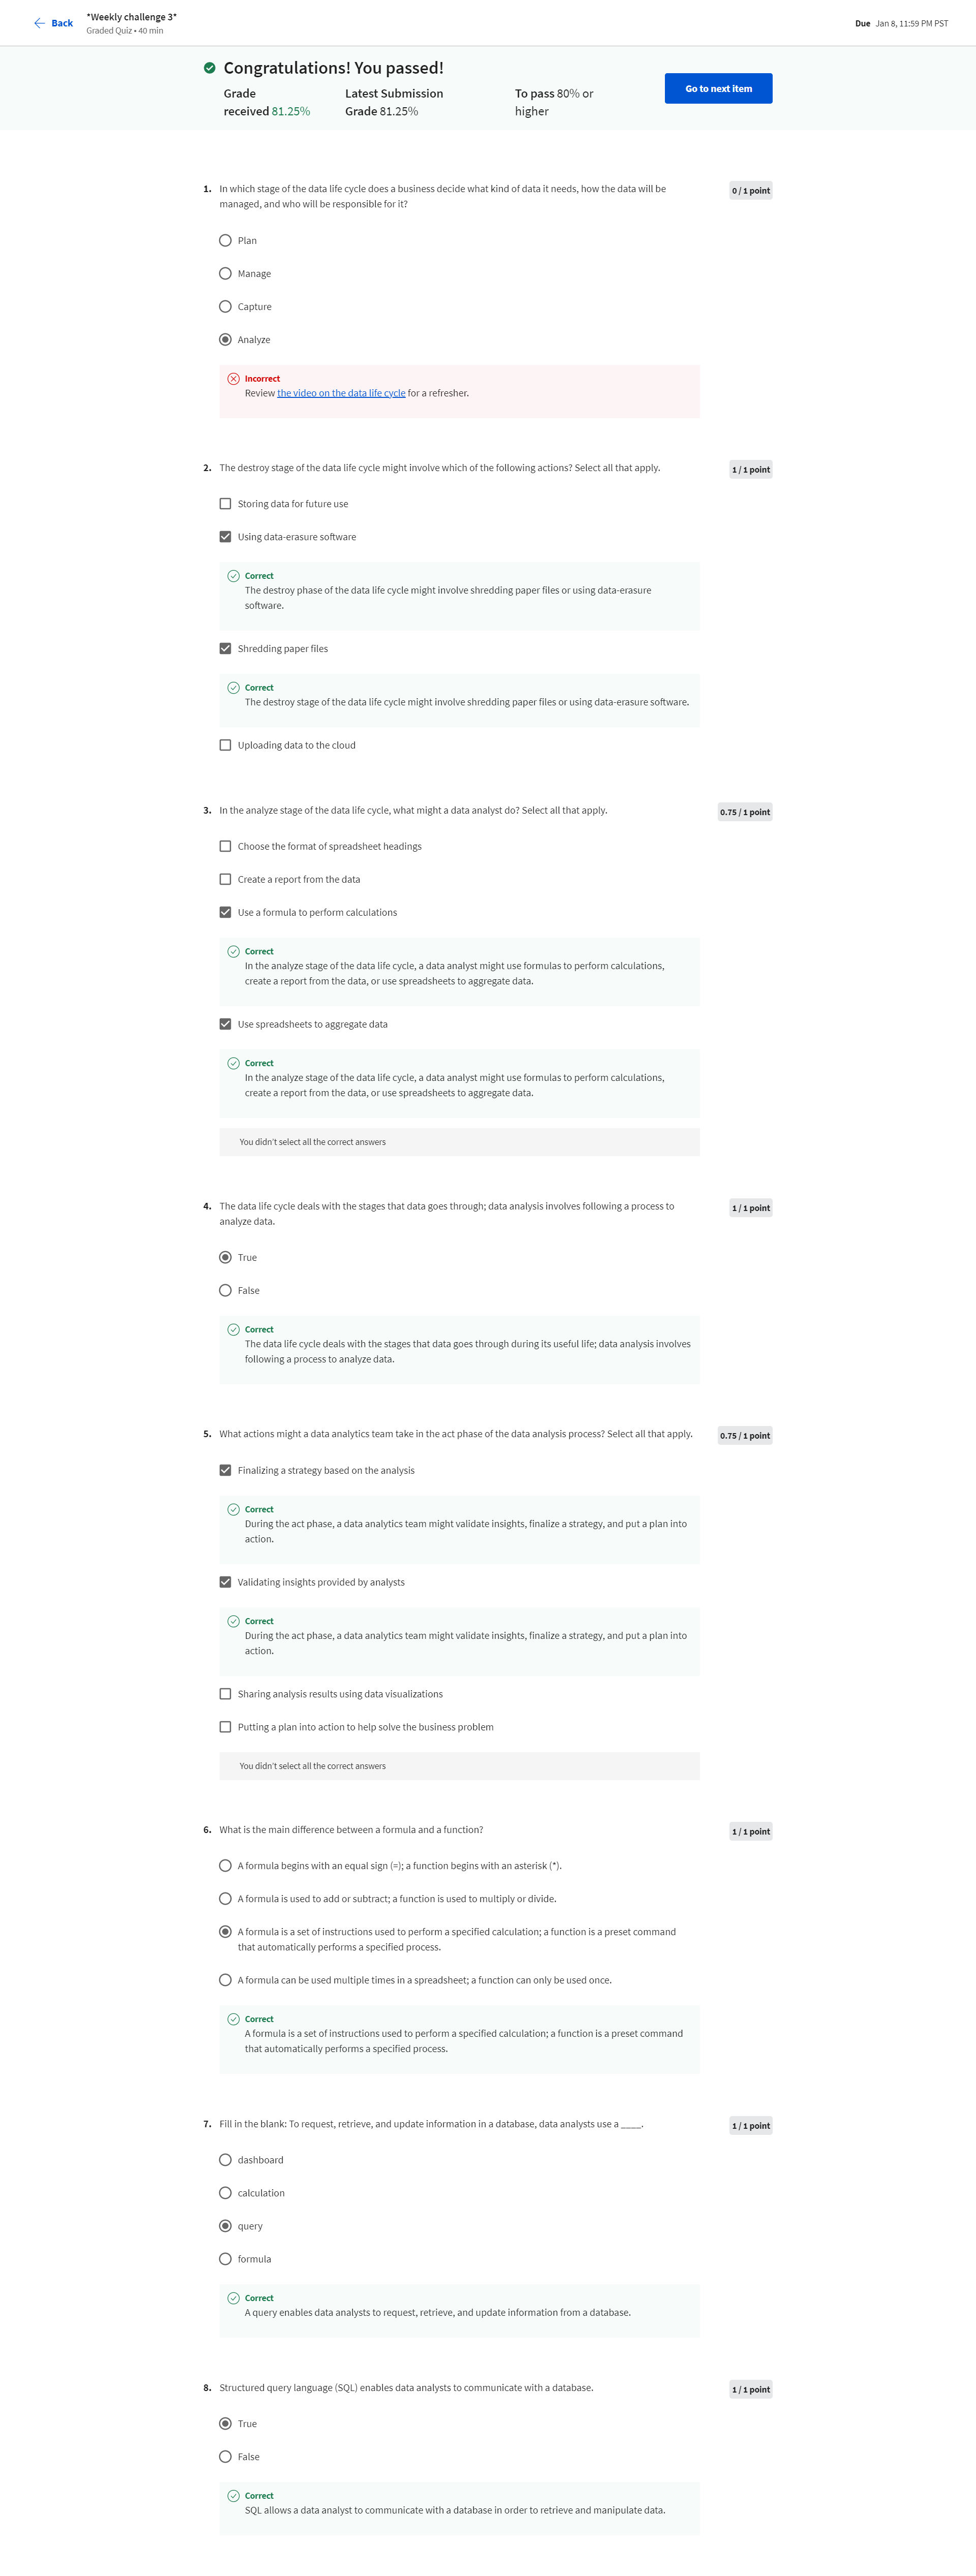 Back
*Weekly challenge 3*
Graded Quiz • 40 min
Due Jan 8, 11:59 PM PST
Congratulations! You passed!
Grade
received 81.25%
Latest Submission
Grade 81.25%
To pass 80% or
higher
Go to next item
1. In which stage of the data life cycle does a business decide what kind of data it needs, how the data will be
managed, and who will be responsible for it?
0 / 1 point
Plan
Manage
Capture
Analyze
Incorrect
Review the video on the data life cycle for a refresher.
2. The destroy stage of the data life cycle might involve which of the following actions? Select all that apply.
1 / 1 point
Storing data for future use
Using data-erasure software
Correct
The destroy phase of the data life cycle might involve shredding paper files or using data-erasure
software.
Shredding paper files
Correct
The destroy stage of the data life cycle might involve shredding paper files or using data-erasure software.
Uploading data to the cloud
3. In the analyze stage of the data life cycle, what might a data analyst do? Select all that apply.
0.75 / 1 point
Choose the format of spreadsheet headings
Create a report from the data
Use a formula to perform calculations
Correct
In the analyze stage of the data life cycle, a data analyst might use formulas to perform calculations,
create a report from the data, or use spreadsheets to aggregate data.
Use spreadsheets to aggregate data
Correct
In the analyze stage of the data life cycle, a data analyst might use formulas to perform calculations,
create a report from the data, or use spreadsheets to aggregate data.
You didn't select all the correct answers
4. The data life cycle deals with the stages that data goes through; data analysis involves following a process to
analyze data.
1 / 1 point
True
False
Correct
The data life cycle deals with the stages that data goes through during its useful life; data analysis involves
following a process to analyze data.
5. What actions might a data analytics team take in the act phase of the data analysis process? Select all that apply.
0.75 / 1 point
Finalizing a strategy based on the analysis
Correct
During the act phase, a data analytics team might validate insights, finalize a strategy, and put a plan into
action.
Validating insights provided by analysts
Correct
During the act phase, a data analytics team might validate insights, finalize a strategy, and put a plan into
action.
Sharing analysis results using data visualizations
Putting a plan into action to help solve the business problem
You didn't select all the correct answers
6. What is the main difference between a formula and a function?
1 / 1 point
A formula begins with an equal sign (=); a function begins with an asterisk (*).
A formula is used to add or subtract; a function is used to multiply or divide.
A formula is a set of instructions used to perform a specified calculation; a function is a preset command
that automatically performs a specified process.
A formula can be used multiple times in a spreadsheet; a function can only be used once.
Correct
A formula is a set of instructions used to perform a specified calculation; a function is a preset command
that automatically performs a specified process.
7. Fill in the blank: To request, retrieve, and update information in a database, data analysts use a ____.
1 / 1 point
dashboard
calculation
query
formula
Correct
A query enables data analysts to request, retrieve, and update information from a database.
8. Structured query language (SQL) enables data analysts to communicate with a database.
1 / 1 point
True
False
Correct
SQL allows a data analyst to communicate with a database in order to retrieve and manipulate data.